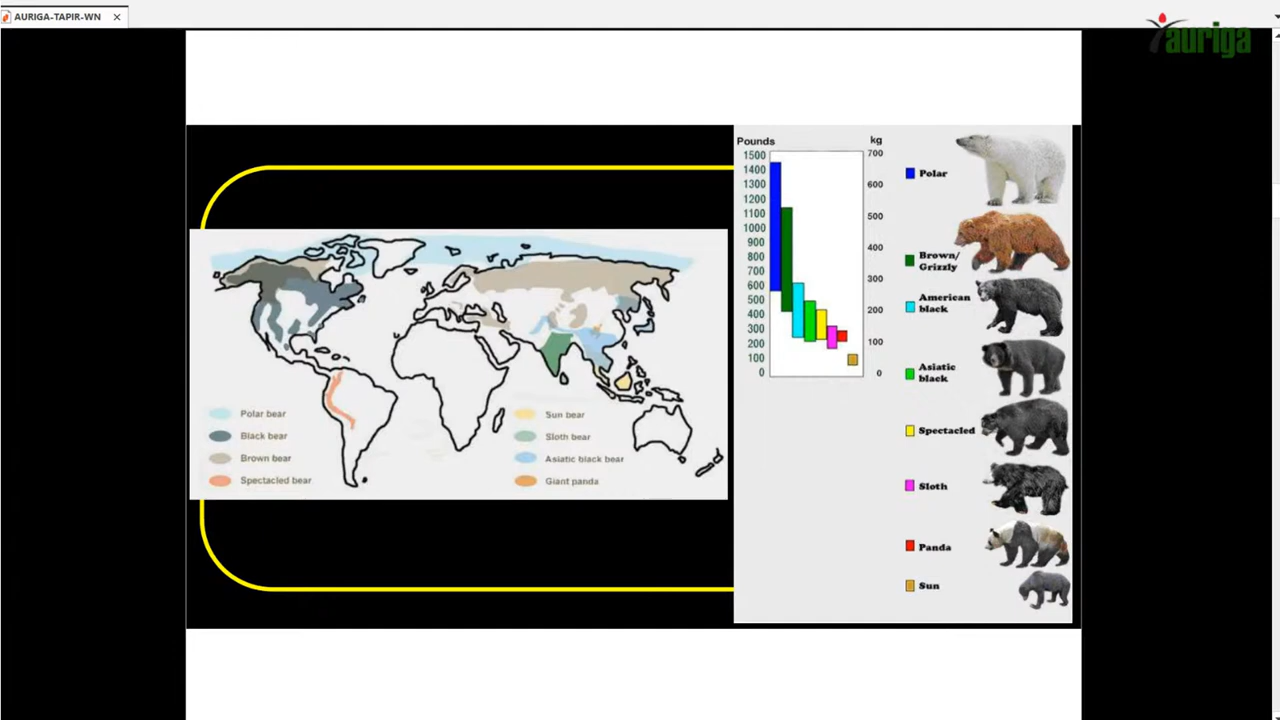 AURIGA-TAPIR-WN
auriga
Polar bear
Black bear
Brown bear
Spectacled bear
Sun bear
Sloth bear
Asiatic black bear
Giant panda
Pounds
1500
1400
1300
1200
1100
1000
900
800
700
600
500
400
300
200
100
0
kg
700
600
500
400
300
200
100
0
Polar
Brown/
Grizzly
American
black
Asiatic
black
Spectacled
Sloth
Panda
Sun